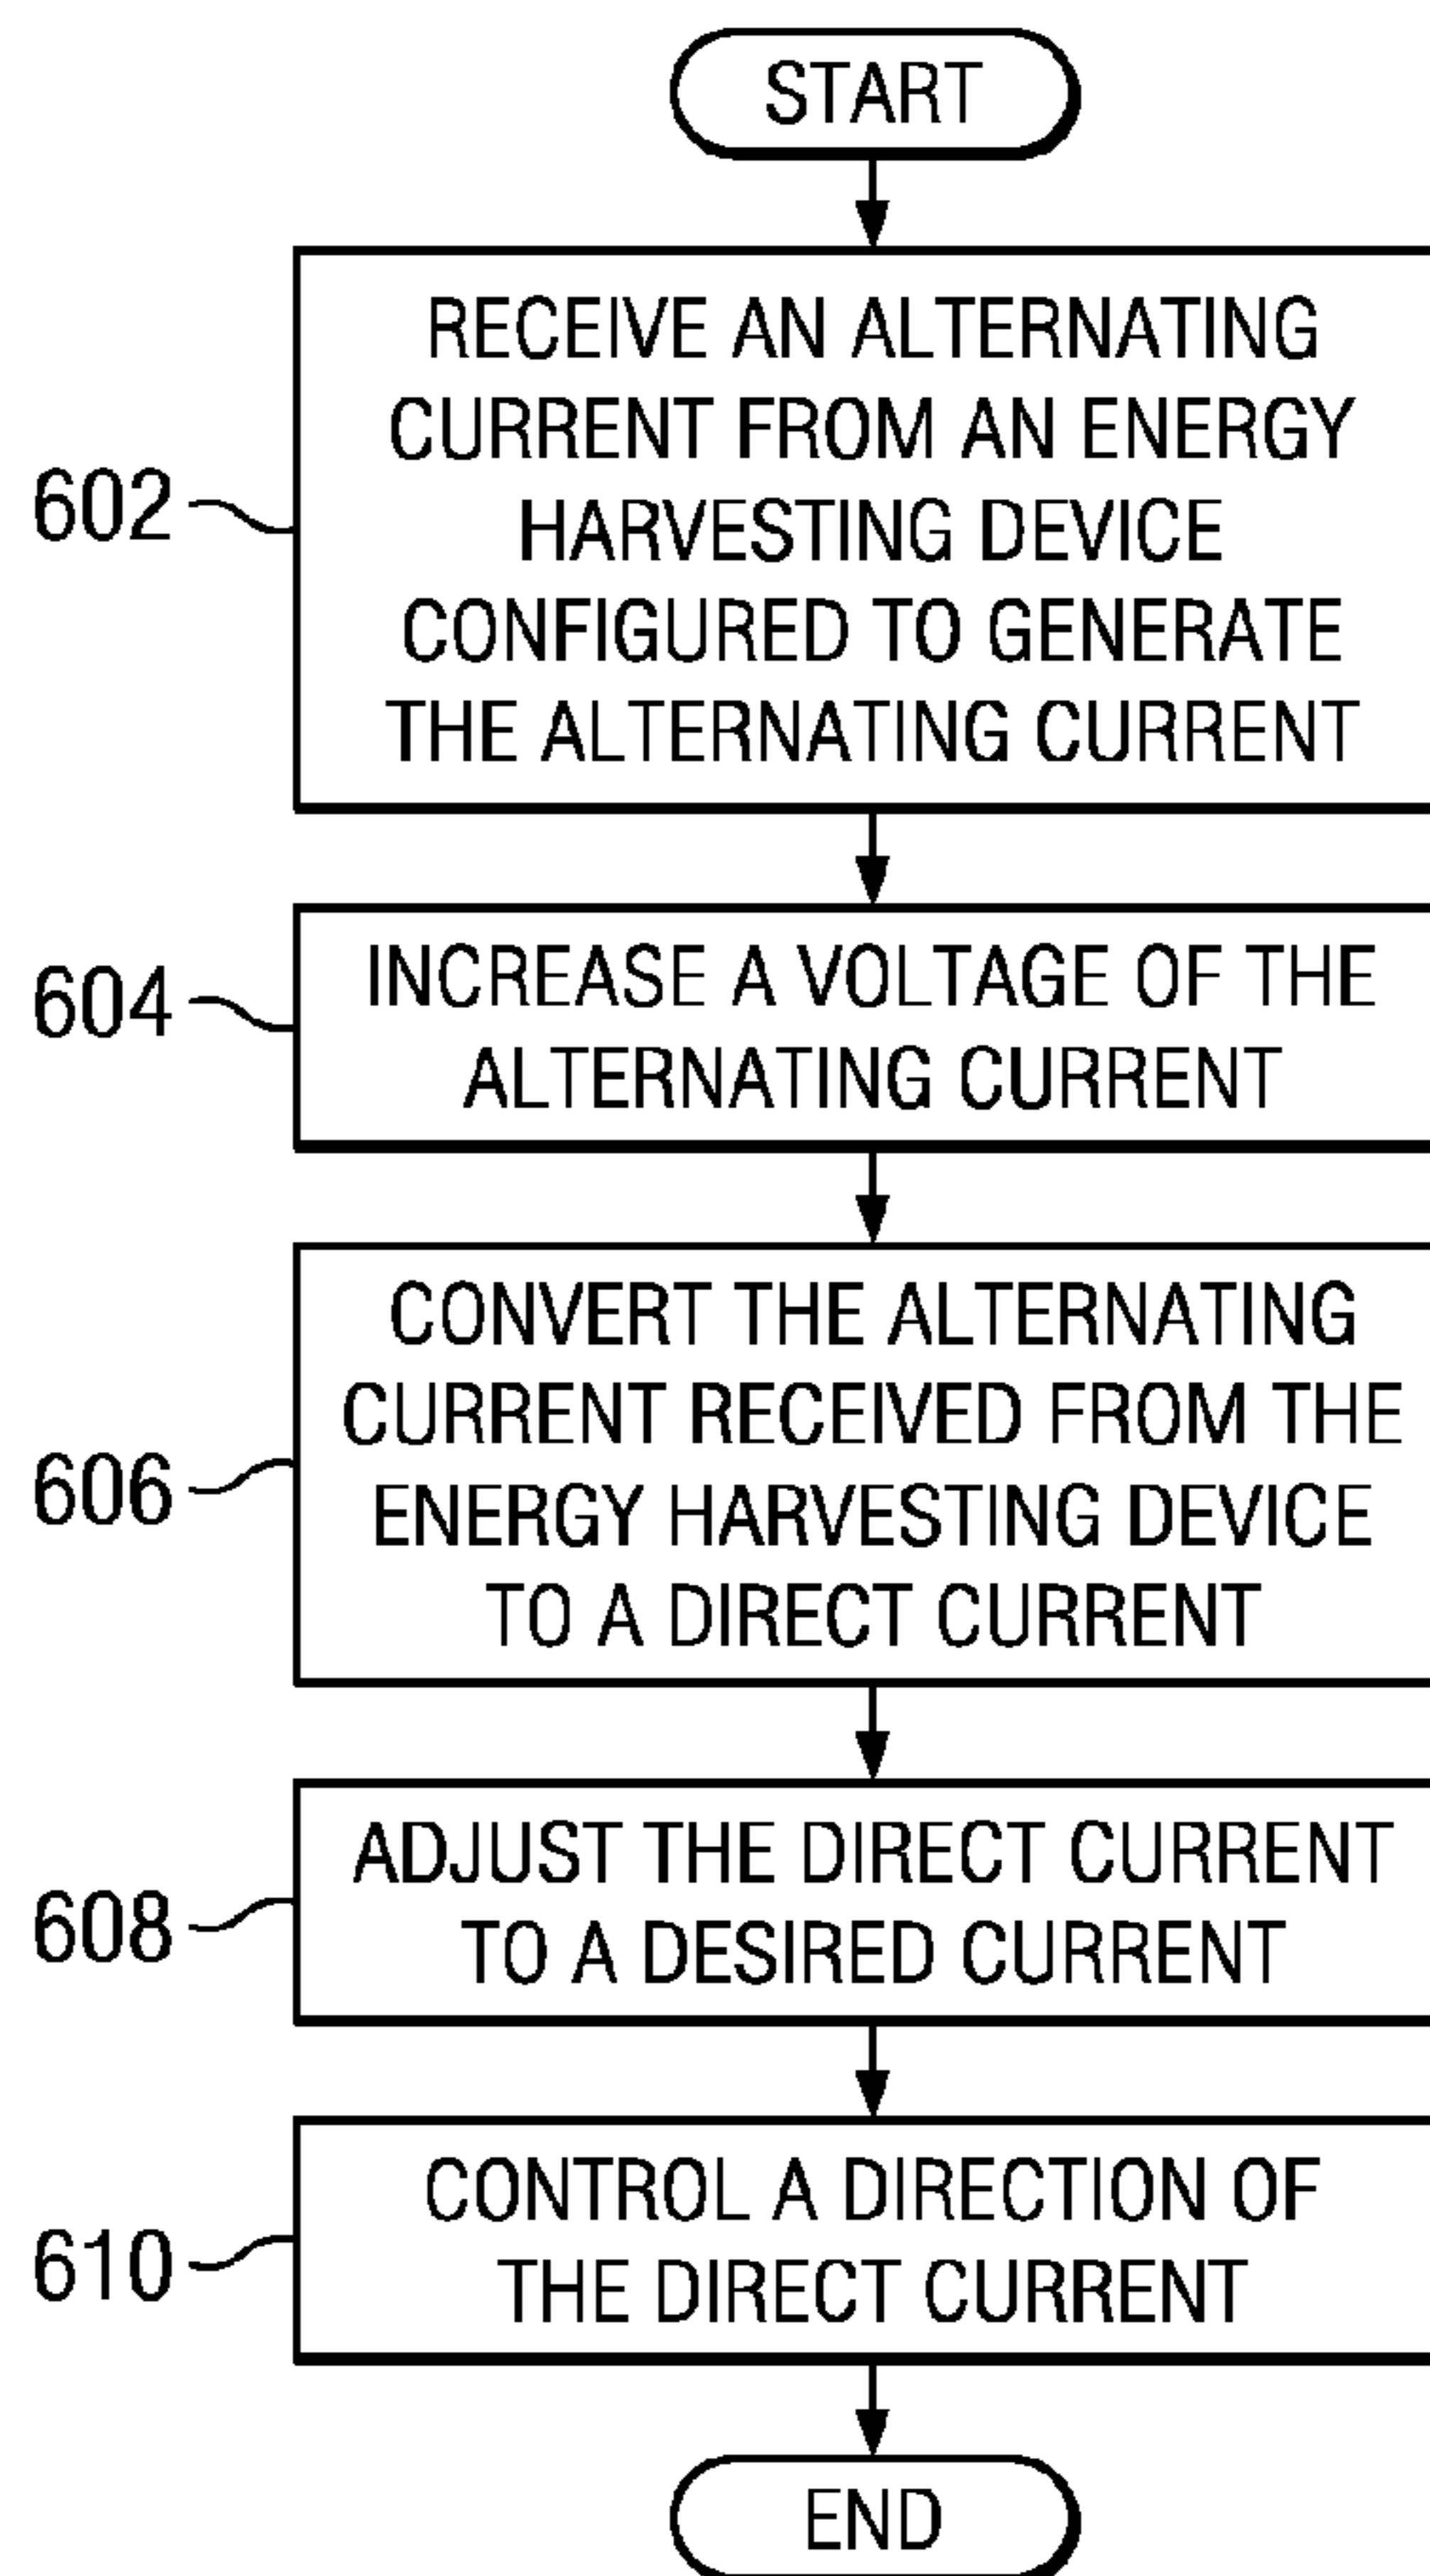 START
RECEIVE AN ALTERNATING
CURRENT FROM AN ENERGY
HARVESTING DEVICE
CONFIGURED TO GENERATE
THE ALTERNATING CURRENT
602
INCREASE A VOLTAGE OF THE
ALTERNATING CURRENT
604
CONVERT THE ALTERNATING
CURRENT RECEIVED FROM THE
ENERGY HARVESTING DEVICE
TO A DIRECT CURRENT
606
ADJUST THE DIRECT CURRENT
TO A DESIRED CURRENT
608
CONTROL A DIRECTION OF
THE DIRECT CURRENT
610
END